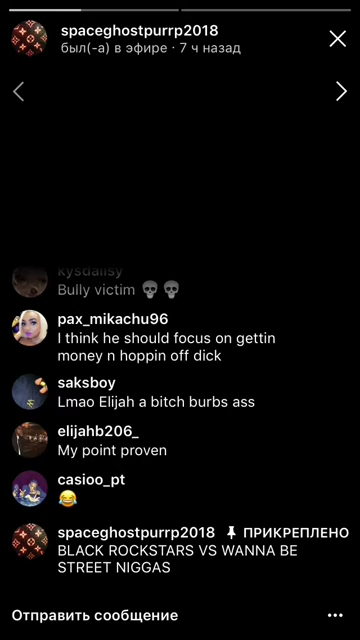 spaceghostpurrp2018
был(-а) в эфире · 7 ч назад
kysdaiisy
Bully victim 💀💀
pax_mikachu96
I think he should focus on gettin
money n hoppin off dick
saksboy
Lmao Elijah a bitch burbs ass
elijahb206_
My point proven
casioo_pt
😂
spaceghostpurrp2018 📌 ПРИКРЕПЛЕНО
BLACK ROCKSTARS VS WANNA BE
STREET NIGGAS
Отправить сообщение